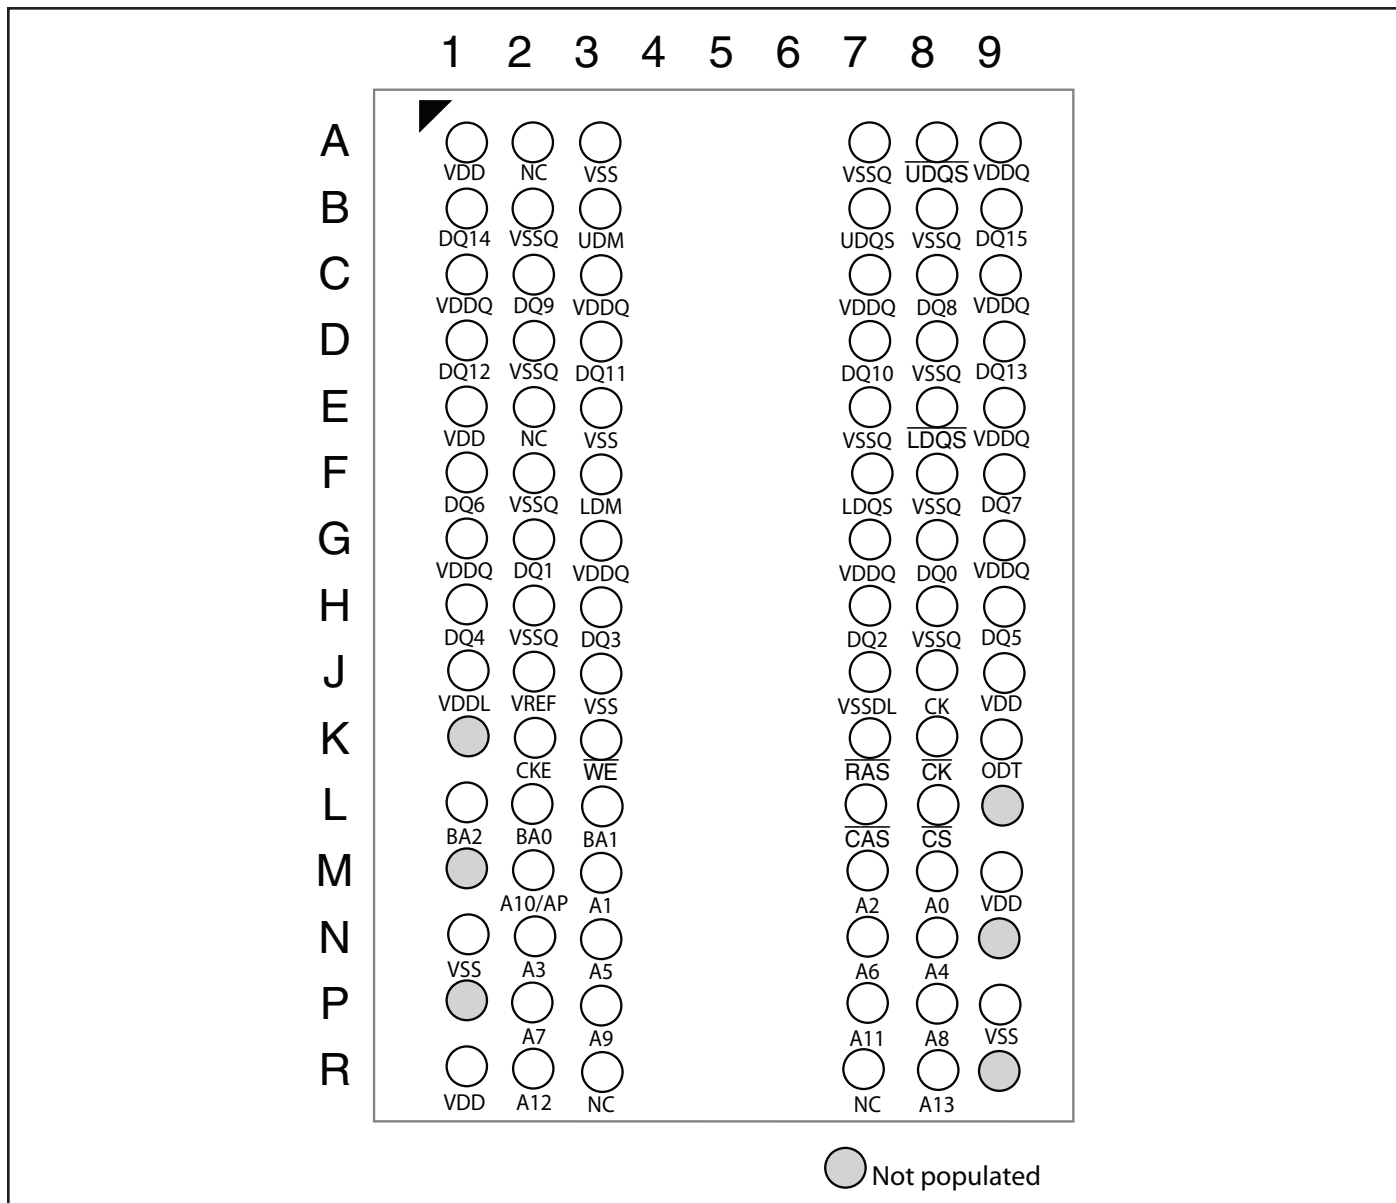 1 2 3 4 5 6 7 8 9
A
VDD NC VSS VSSQ UDQS VDDQ
B
DQ14 VSSQ UDM UDQS VSSQ DQ15
C
VDDQ DQ9 VDDQ VDDQ DQ8 VDDQ
D
DQ12 VSSQ DQ11 DQ10 VSSQ DQ13
E
VDD NC VSS VSSQ LDQS VDDQ
F
DQ6 VSSQ LDM LDQS VSSQ DQ7
G
VDDQ DQ1 VDDQ VDDQ DQ0 VDDQ
H
DQ4 VSSQ DQ3 DQ2 VSSQ DQ5
J
VDDL VREF VSS VSSDL CK VDD
K
CKE WE RAS CK ODT
L
BA2 BA0 BA1 CAS CS
M
A10/AP A1 A2 A0 VDD
N
VSS A3 A5 A6 A4
P
A7 A9 A11 A8 VSS
R
VDD A12 NC NC A13
Not populated